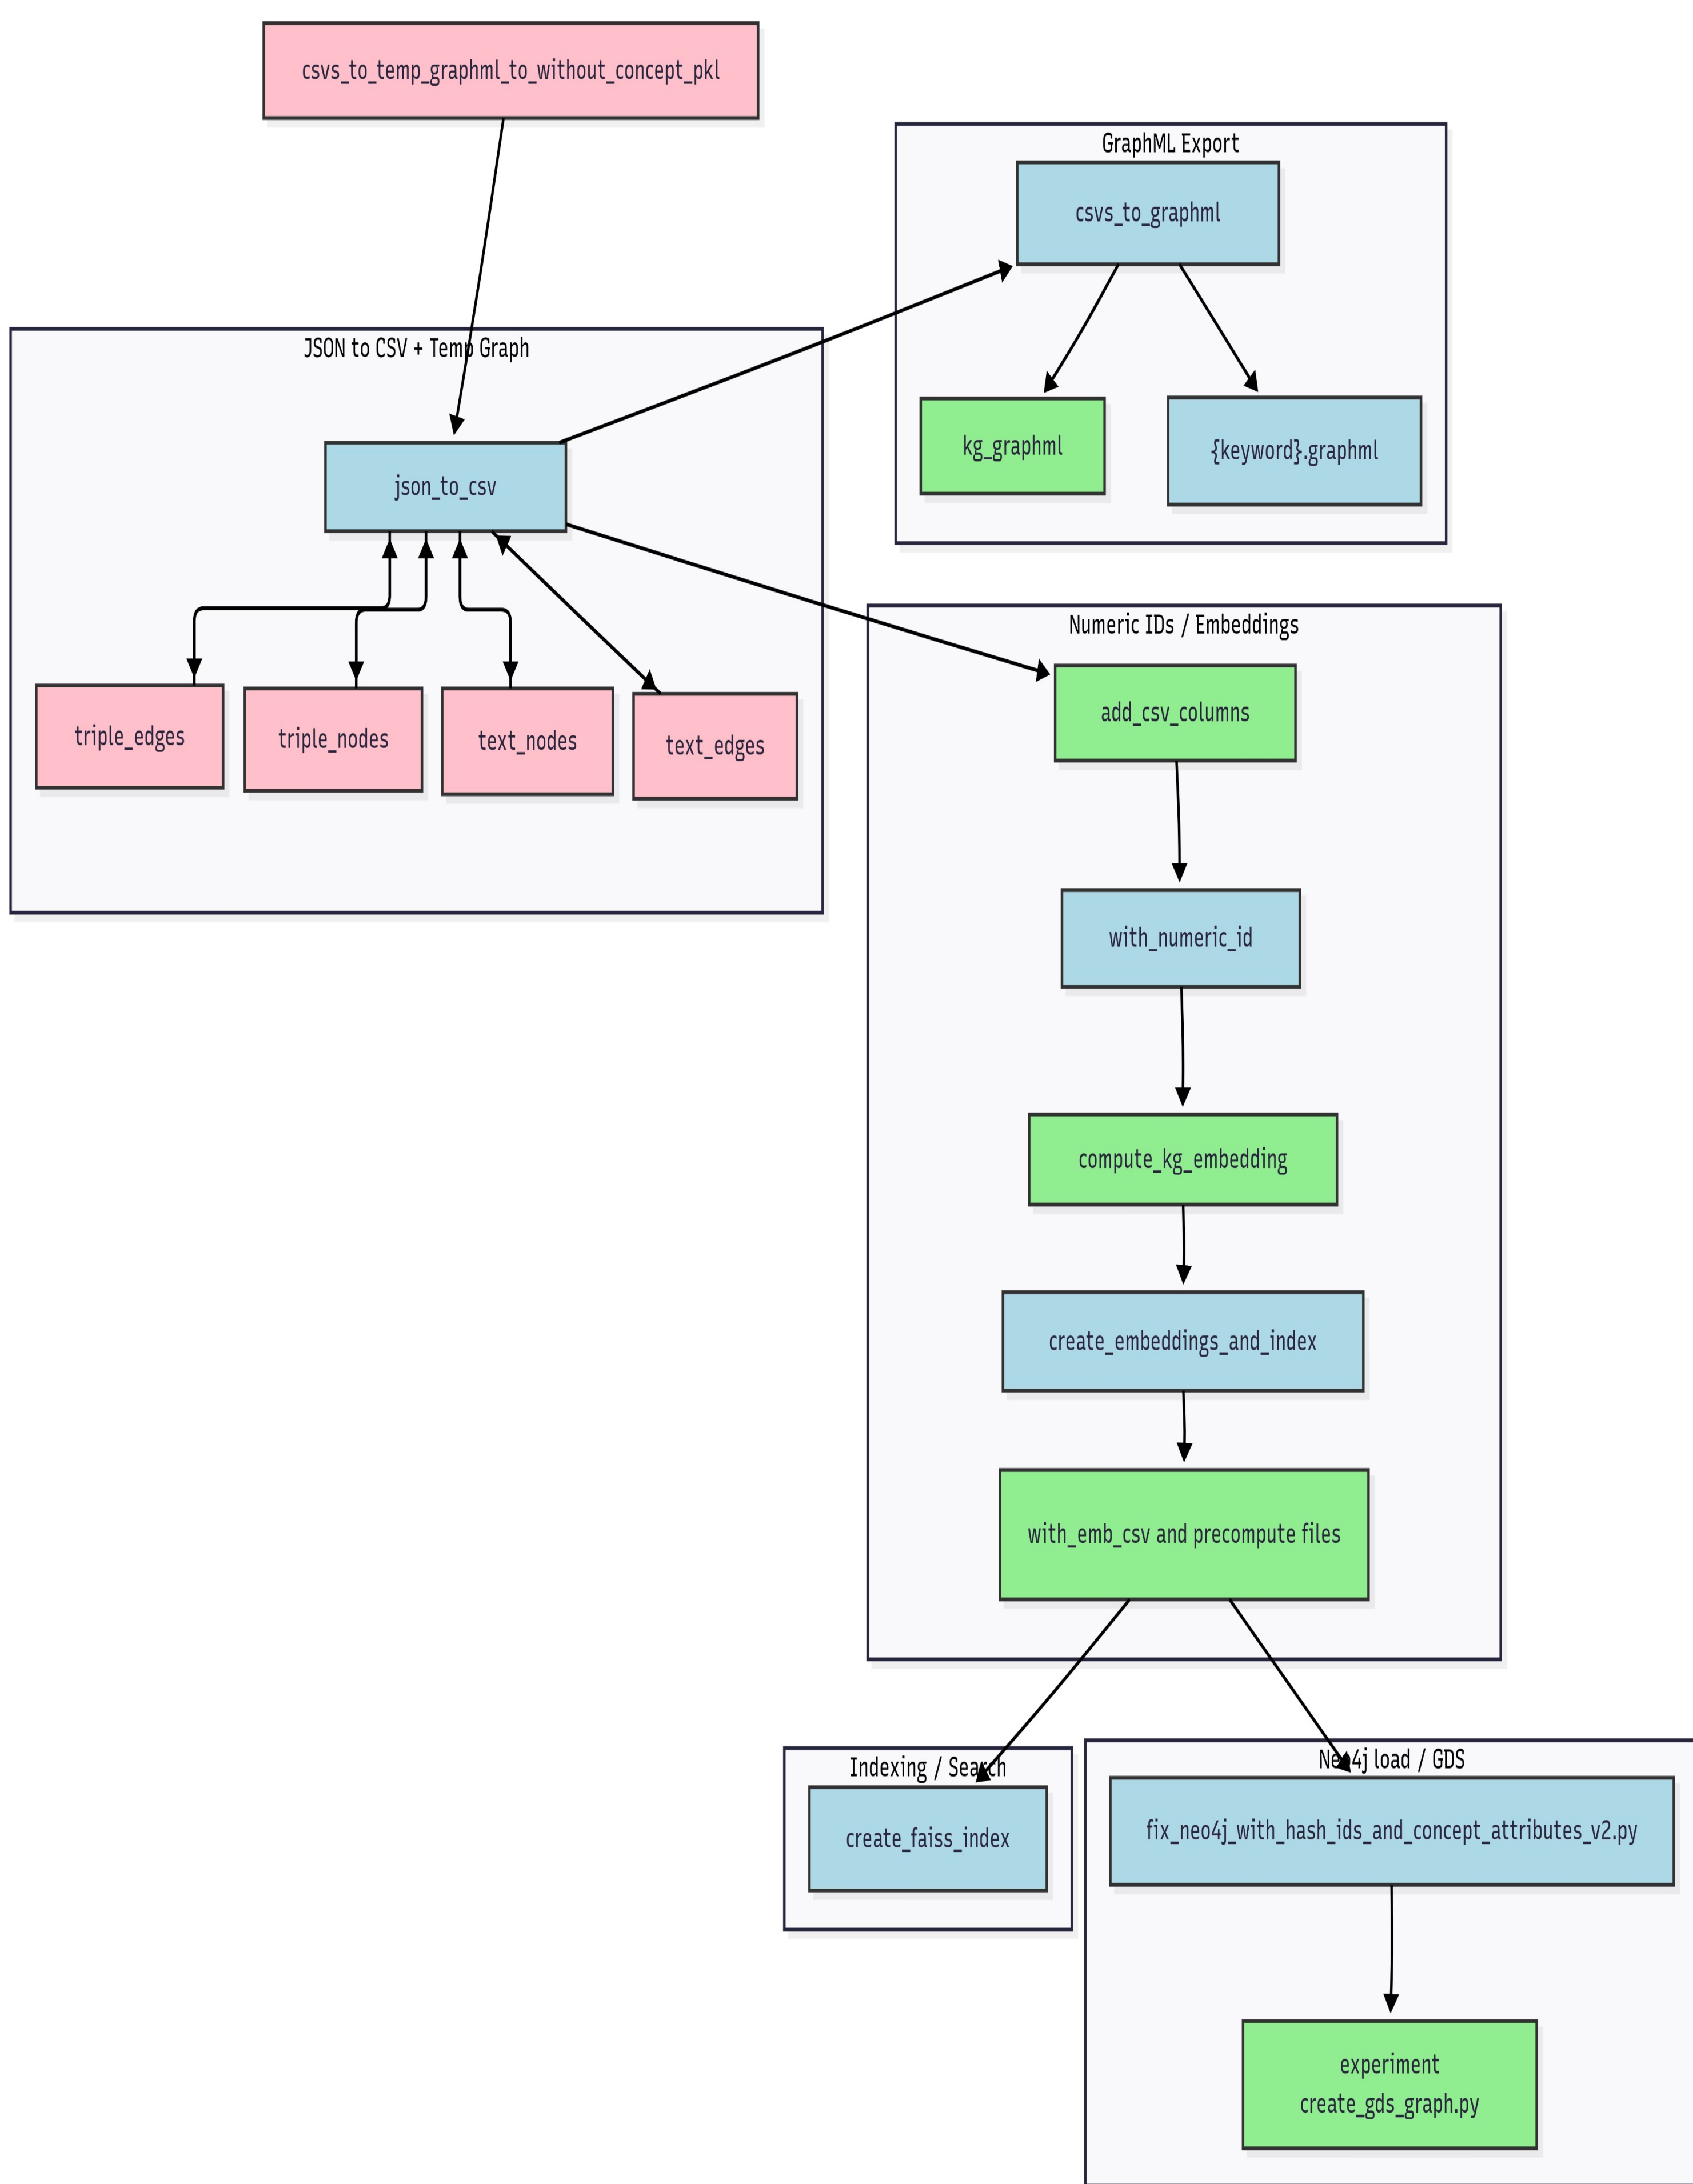 csvs_to_temp_graphml_to_without_concept_pkl
GraphML Export
csvs_to_graphml
kg_graphml
{keyword}.graphml
JSON to CSV + Temp Graph
json_to_csv
triple_edges
triple_nodes
text_nodes
text_edges
Numeric IDs / Embeddings
add_csv_columns
with_numeric_id
compute_kg_embedding
create_embeddings_and_index
with_emb_csv and precompute files
Indexing / Search
create_faiss_index
Neo4j load / GDS
fix_neo4j_with_hash_ids_and_concept_attributes_v2.py
experiment
create_gds_graph.py